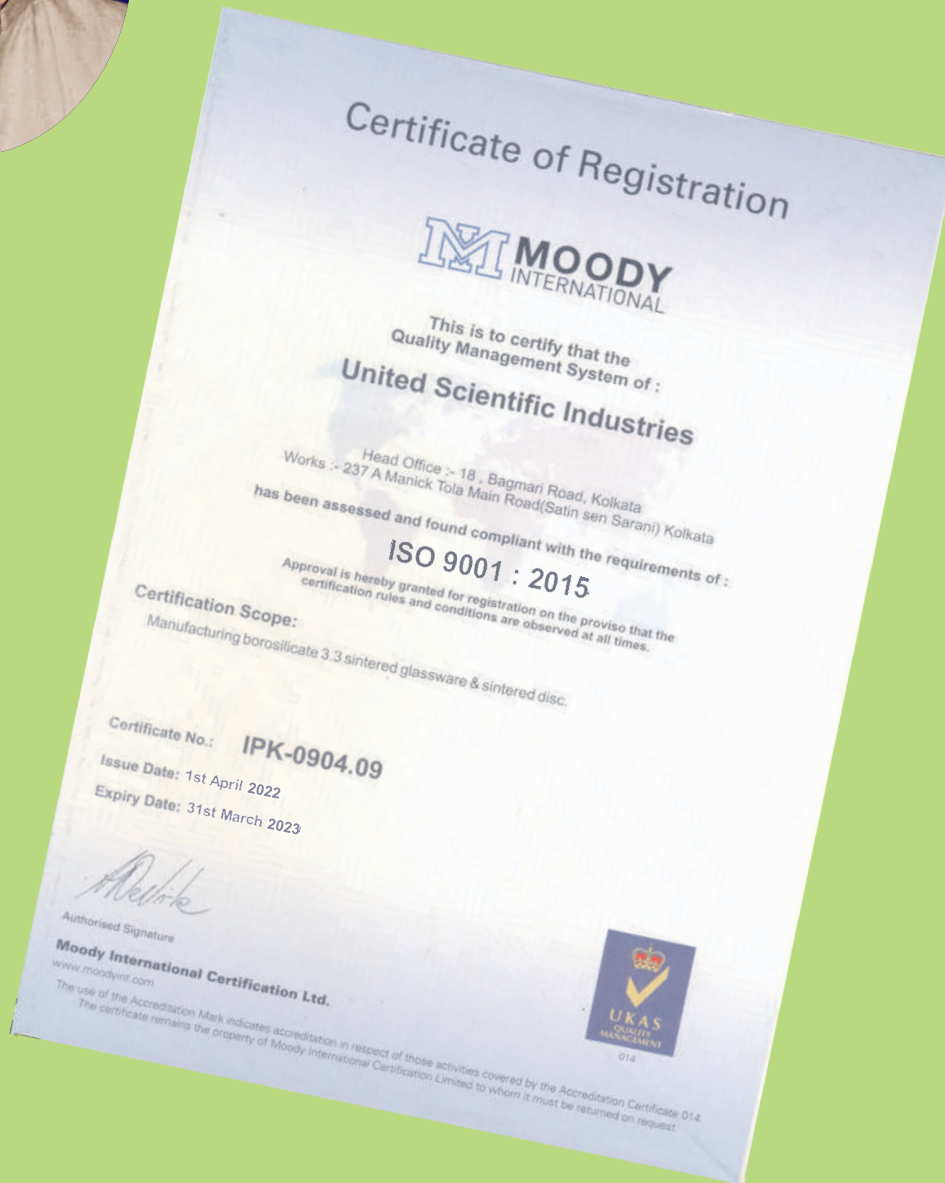 Certificate of Registration
MOODY
INTERNATIONAL
This is to certify that the
Quality Management System of :
United Scientific Industries
Head Office :- 18 , Bagmari Road, Kolkata
Works :- 237 A Manick Tola Main Road(Satin sen Sarani) Kolkata
has been assessed and found compliant with the requirements of :
ISO 9001 : 2015
Approval is hereby granted for registration on the proviso that the
certification rules and conditions are observed at all times.
Certification Scope:
Manufacturing borosilicate 3.3 sintered glassware & sintered disc.
Certificate No.: IPK-0904.09
Issue Date: 1st April 2022
Expiry Date: 31st March 2023
Authorised Signature
Moody International Certification Ltd.
www.moodyint.com
The use of the Accreditation Mark indicates accreditation in respect of those activities covered by the Accreditation Certificate 014.
The certificate remains the property of Moody International Certification Limited to whom it must be returned on request.
UKAS
QUALITY
MANAGEMENT
014